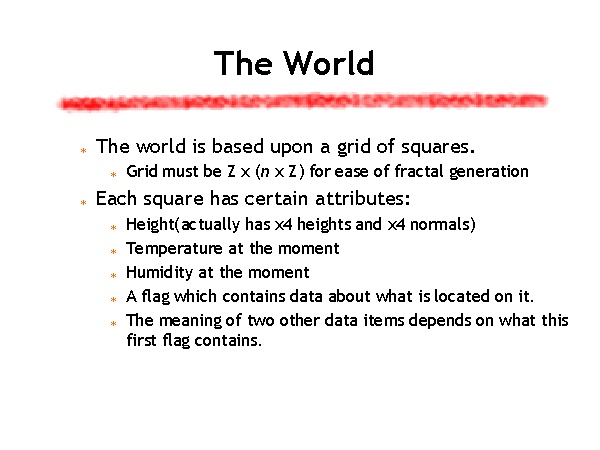 The World
The world is based upon a grid of squares.
Grid must be Z x (n x Z) for ease of fractal generation
Each square has certain attributes:
Height(actually has x4 heights and x4 normals)
Temperature at the moment
Humidity at the moment
A flag which contains data about what is located on it.
The meaning of two other data items depends on what this
first flag contains.